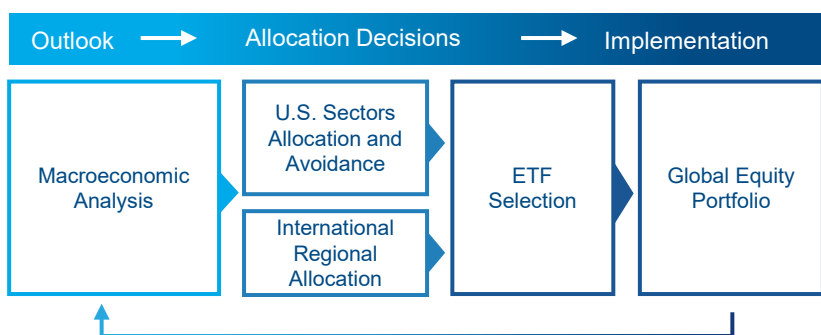 Outlook
Allocation Decisions
Implementation
Macroeconomic
Analysis
U.S. Sectors
Allocation and
Avoidance
International
Regional
Allocation
ETF
Selection
Global Equity
Portfolio